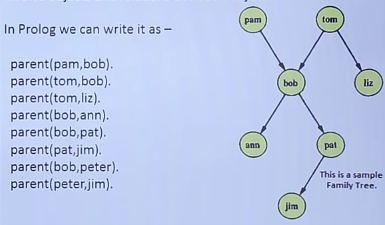 In Prolog we can write it as –
parent(pam,bob).
parent(tom,bob).
parent(tom,liz).
parent(bob,ann).
parent(bob,pat).
parent(pat,jim).
parent(bob,peter).
parent(peter,jim).
pam
tom
bob
liz
ann
pat
This is a sample
Family Tree.
jim